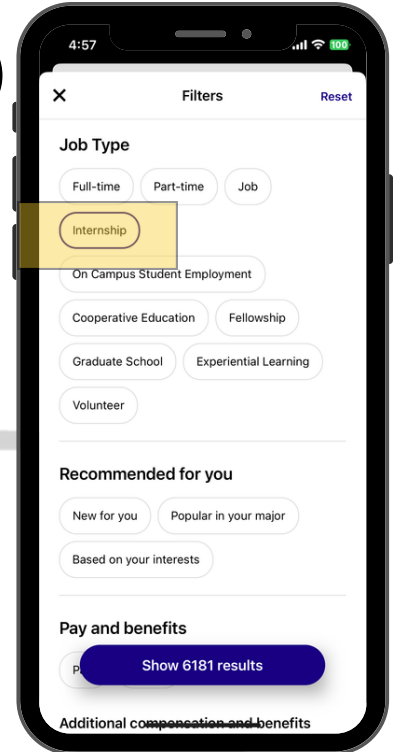 4:57 100
Filters Reset
Job Type
Full-time Part-time Job
Internship
On Campus Student Employment
Cooperative Education Fellowship
Graduate School Experiential Learning
Volunteer
Recommended for you
New for you Popular in your major
Based on your interests
Pay and benefits
Show 6181 results
Additional compensation and benefits